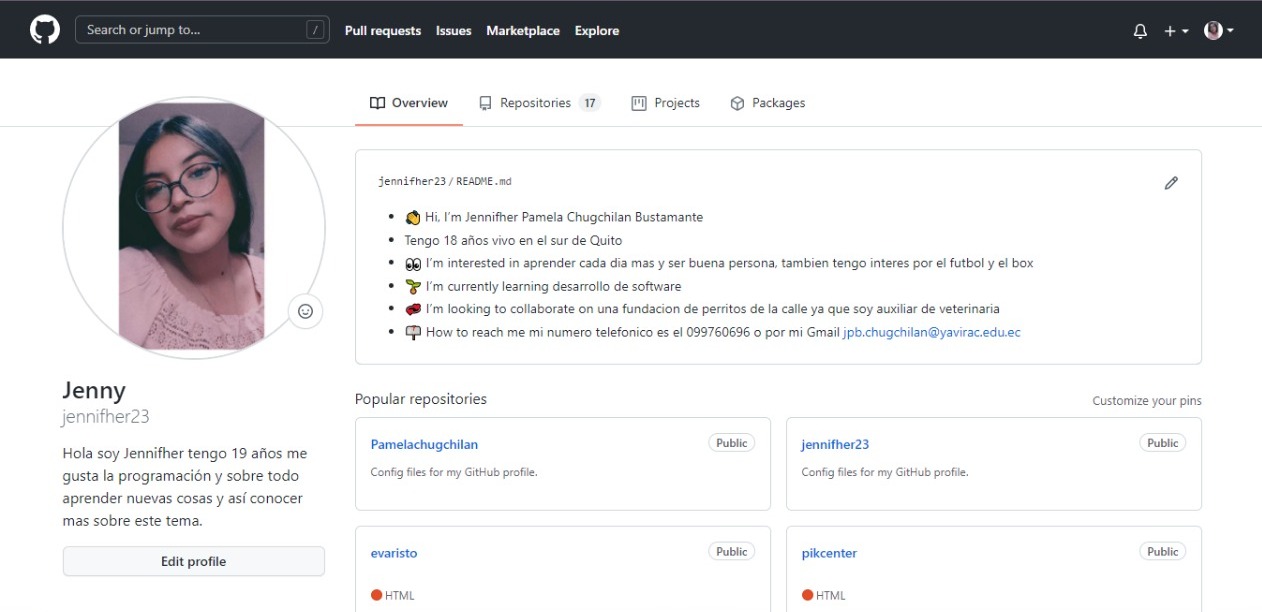 Search or jump to... /
Pull requests Issues Marketplace Explore
Overview Repositories 17 Projects Packages
jennifher23 / README.md
Hi, I'm Jennifher Pamela Chugchilan Bustamante
Tengo 18 años vivo en el sur de Quito
I'm interested in aprender cada dia mas y ser buena persona, tambien tengo interes por el futbol y el box
I'm currently learning desarrollo de software
I'm looking to collaborate on una fundacion de perritos de la calle ya que soy auxiliar de veterinaria
How to reach me mi numero telefonico es el 099760696 o por mi Gmail jpb.chugchilan@yavirac.edu.ec
Jenny
jennifher23
Hola soy Jennifher tengo 19 años me
gusta la programación y sobre todo
aprender nuevas cosas y así conocer
mas sobre este tema.
Edit profile
Popular repositories
Customize your pins
Pamelachugchilan Public
Config files for my GitHub profile.
jennifher23 Public
Config files for my GitHub profile.
evaristo Public
HTML
pikcenter Public
HTML